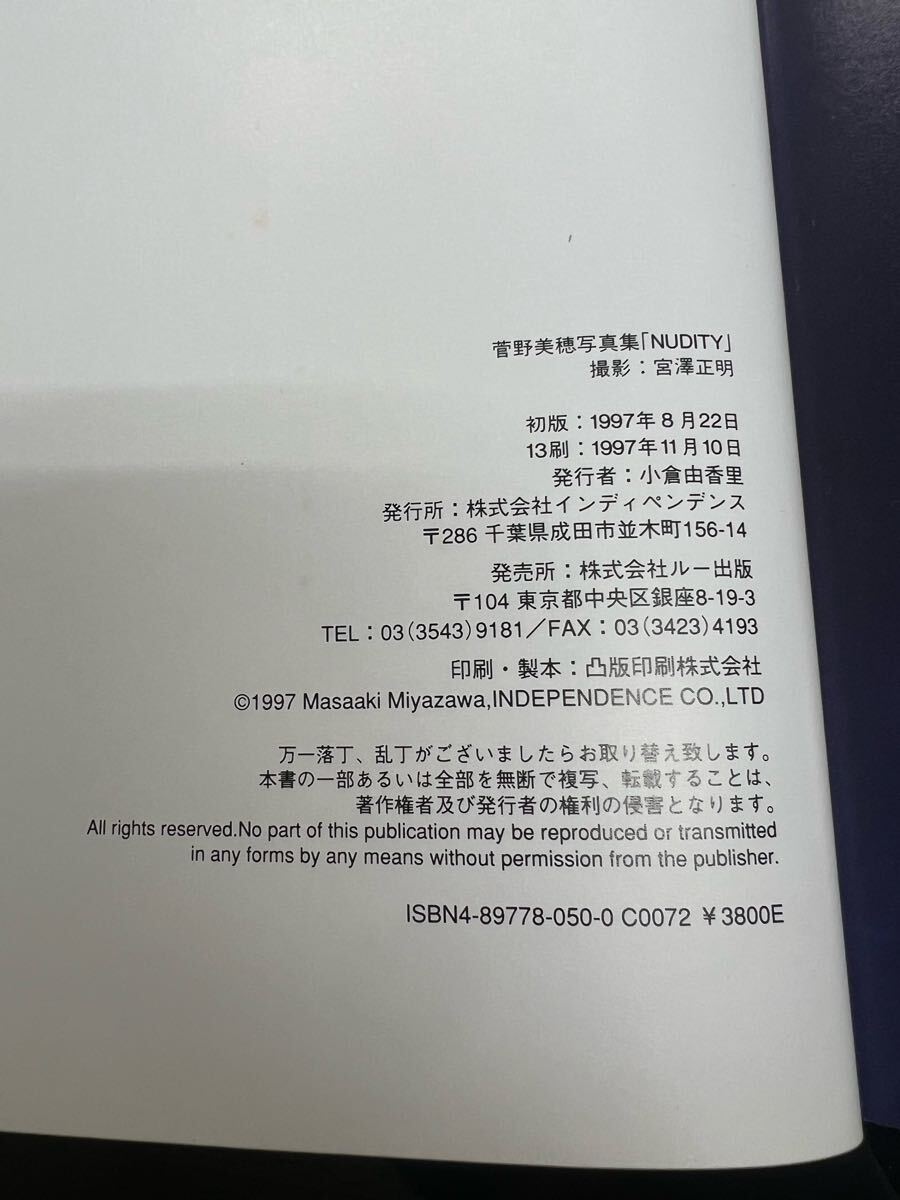 菅野美穂写真集「NUDITY」
撮影：宮澤正明
初版：1997年8月22日
13刷：1997年11月10日
発行者：小倉由香里
発行所：株式会社インディペンデンス
〒286 千葉県成田市並木町156-14
発売所：株式会社ルー出版
〒104 東京都中央区銀座8-19-3
TEL：03(3543)9181／FAX：03(3423)4193
印刷・製本：凸版印刷株式会社
©1997 Masaaki Miyazawa,INDEPENDENCE CO.,LTD
万一落丁、乱丁がございましたらお取り替え致します。
本書の一部あるいは全部を無断で複写、転載することは、
著作権者及び発行者の権利の侵害となります。
All rights reserved.No part of this publication may be reproduced or transmitted
in any forms by any means without permission from the publisher.
ISBN4-89778-050-0 C0072 ￥3800E